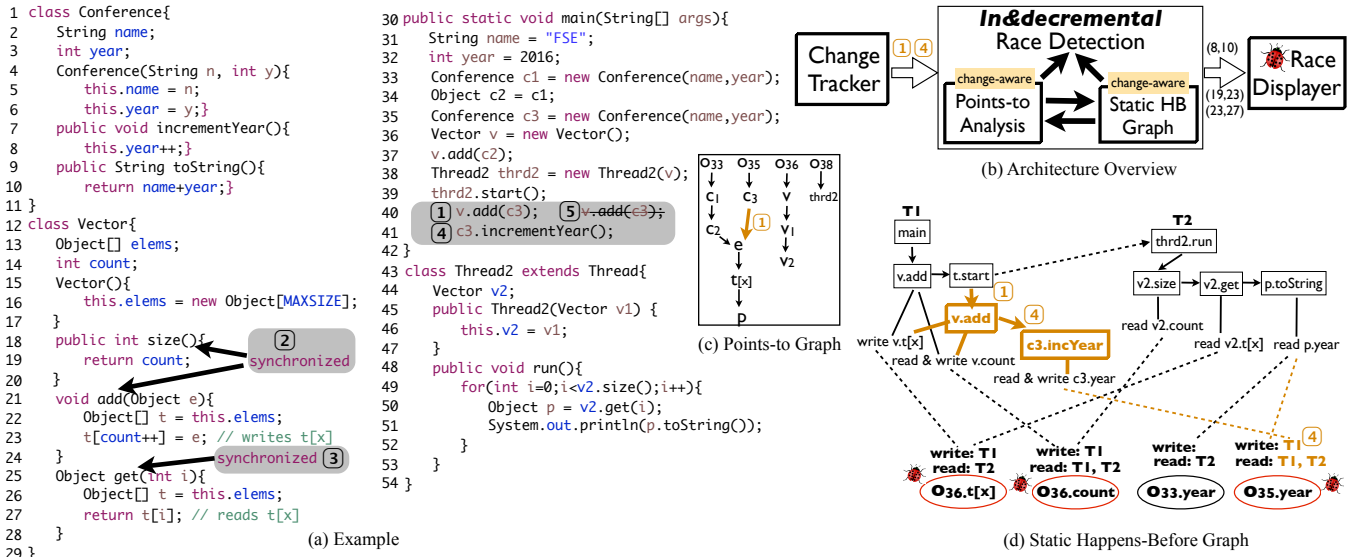 1 class Conference{
2 String name;
3 int year;
4 Conference(String n, int y){
5 this.name = n;
6 this.year = y;}
7 public void incrementYear(){
8 this.year++;}
9 public String toString(){
10 return name+year;}
11 }
12 class Vector{
13 Object[] elems;
14 int count;
15 Vector(){
16 this.elems = new Object[MAXSIZE];
17 }
18 public int size(){
19 return count;
20 }
2
synchronized
21 void add(Object e){
22 Object[] t = this.elems;
23 t[count++] = e; // writes t[x]
24 }
synchronized 3
25 Object get(int i){
26 Object[] t = this.elems;
27 return t[i]; // reads t[x]
28 }
29 }
30 public static void main(String[] args){
31 String name = "FSE";
32 int year = 2016;
33 Conference c1 = new Conference(name,year);
34 Object c2 = c1;
35 Conference c3 = new Conference(name,year);
36 Vector v = new Vector();
37 v.add(c2);
38 Thread2 thrd2 = new Thread2(v);
39 thrd2.start();
40 1 v.add(c3); 5 v.add(c3);
41 4 c3.incrementYear();
42 }
43 class Thread2 extends Thread{
44 Vector v2;
45 public Thread2(Vector v1) {
46 this.v2 = v1;
47 }
48 public void run(){
49 for(int i=0;i<v2.size();i++){
50 Object p = v2.get(i);
51 System.out.println(p.toString());
52 }
53 }
54 }
(a) Example
Change
Tracker
1 4
In&decremental
Race Detection
change-aware
Points-to
Analysis
change-aware
Static HB
Graph
(8,10)
(19,23)
(23,27)
Race
Displayer
(b) Architecture Overview
O33 O35 O36 O38
C1 C3 v thrd2
1
C2 e v1
v2
t[x]
p
(c) Points-to Graph
T1
main
T2
thrd2.run
v.add t.start
v2.size v2.get p.toString
1
v.add
4
c3.incYear
write v.t[x]
read & write v.count
read & write c3.year
read v2.count
read v2.t[x]
read p.year
write: T1
read: T2
O36.t[x]
write: T1
read: T1, T2
O36.count
write:
read: T2
O33.year
write: T1 4
read: T1, T2
O35.year
(d) Static Happens-Before Graph